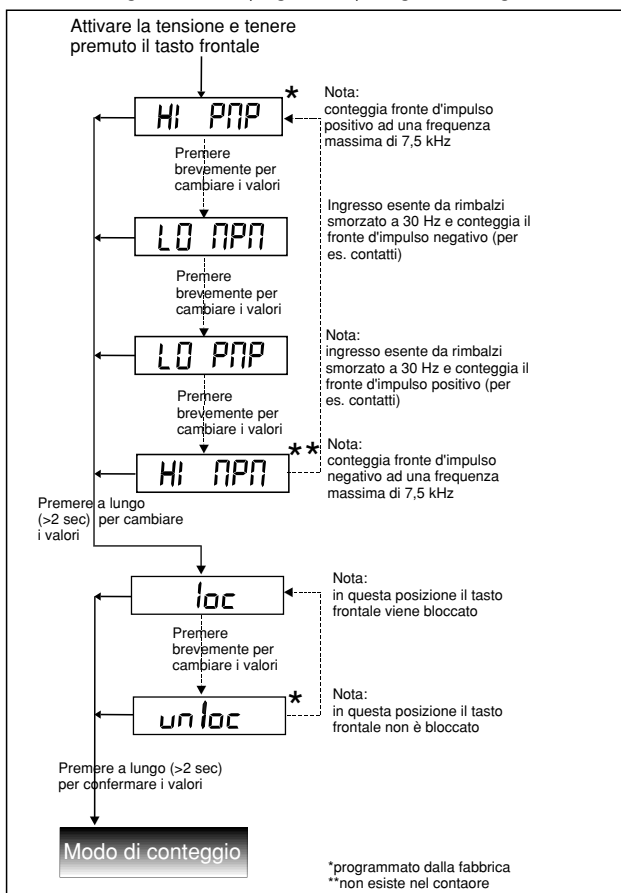 Attivare la tensione e tenere
premuto il tasto frontale
HI PNP *
Nota:
conteggia fronte d'impulso
positivo ad una frequenza
massima di 7,5 kHz
Premere
brevemente per
cambiare i valori
LO NPN
Ingresso esente da rimbalzi
smorzato a 30 Hz e conteggia il
fronte d'impulso negativo (per
es. contatti)
Premere
brevemente per
cambiare i valori
LO PNP
Nota:
ingresso esente da rimbalzi
smorzato a 30 Hz e conteggia il
fronte d'impulso positivo (per
es. contatti)
Premere
brevemente per
cambiare i valori
HI NPN **
Nota:
conteggia fronte d'impulso
negativo ad una frequenza
massima di 7,5 kHz
Premere a lungo
(>2 sec) per cambiare
i valori
loc
Nota:
in questa posizione il tasto
frontale viene bloccato
Premere
brevemente per
cambiare i valori
unloc *
Nota:
in questa posizione il tasto
frontale non è bloccato
Premere a lungo (>2 sec)
per confermare i valori
Modo di conteggio
*programmato dalla fabbrica
**non esiste nel contaore